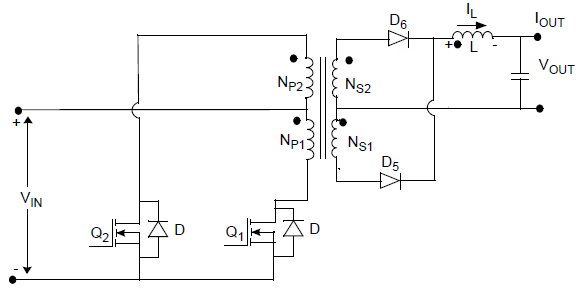 D6
IL
IOUT
+ L -
NP2
NS2
VOUT
+
NP1
NS1
D5
VIN
Q2
D
Q1
D
-